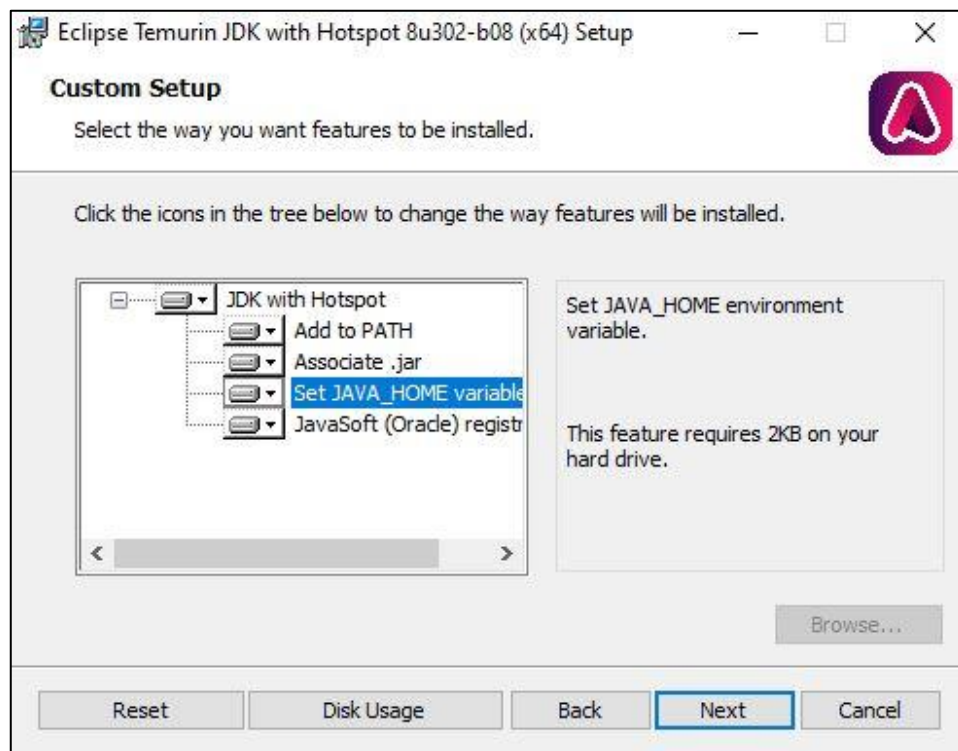 Eclipse Temurin JDK with Hotspot 8u302-b08 (x64) Setup
Custom Setup
Select the way you want features to be installed.
Click the icons in the tree below to change the way features will be installed.
JDK with Hotspot
Add to PATH
Associate .jar
Set JAVA_HOME variable
JavaSoft (Oracle) registr
Set JAVA_HOME environment
variable.
This feature requires 2KB on your
hard drive.
Browse...
Reset Disk Usage Back Next Cancel